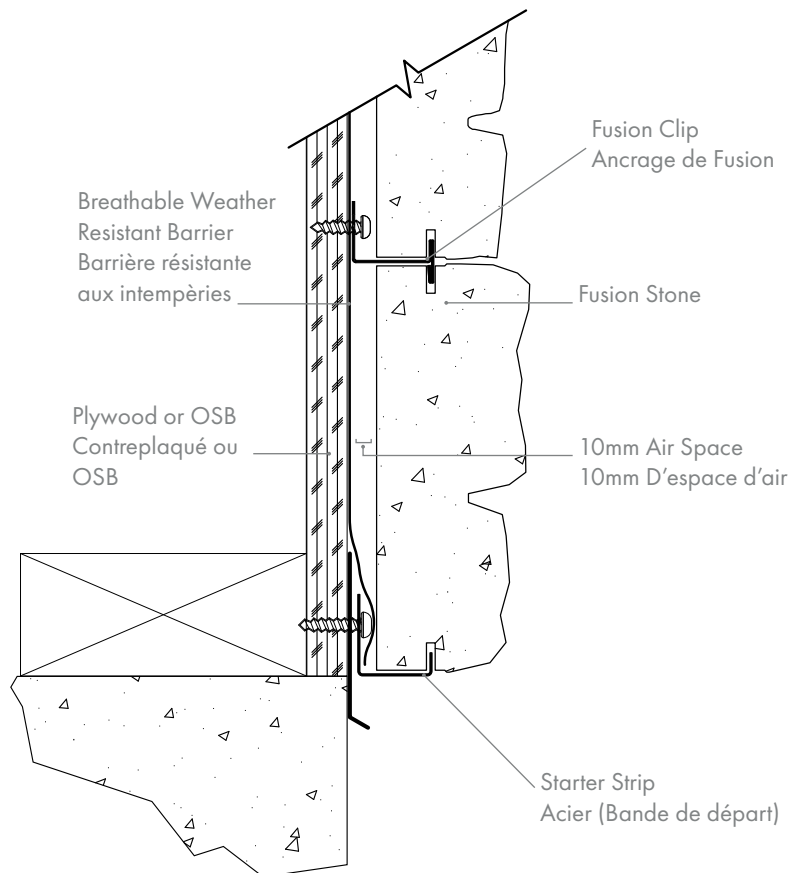 Fusion Clip
Ancrage de Fusion
Breathable Weather
Resistant Barrier
Barrière résistante
aux intempèries
Fusion Stone
Plywood or OSB
Contreplaqué ou
OSB
10mm Air Space
10mm D’espace d’air
Starter Strip
Acier (Bande de départ)